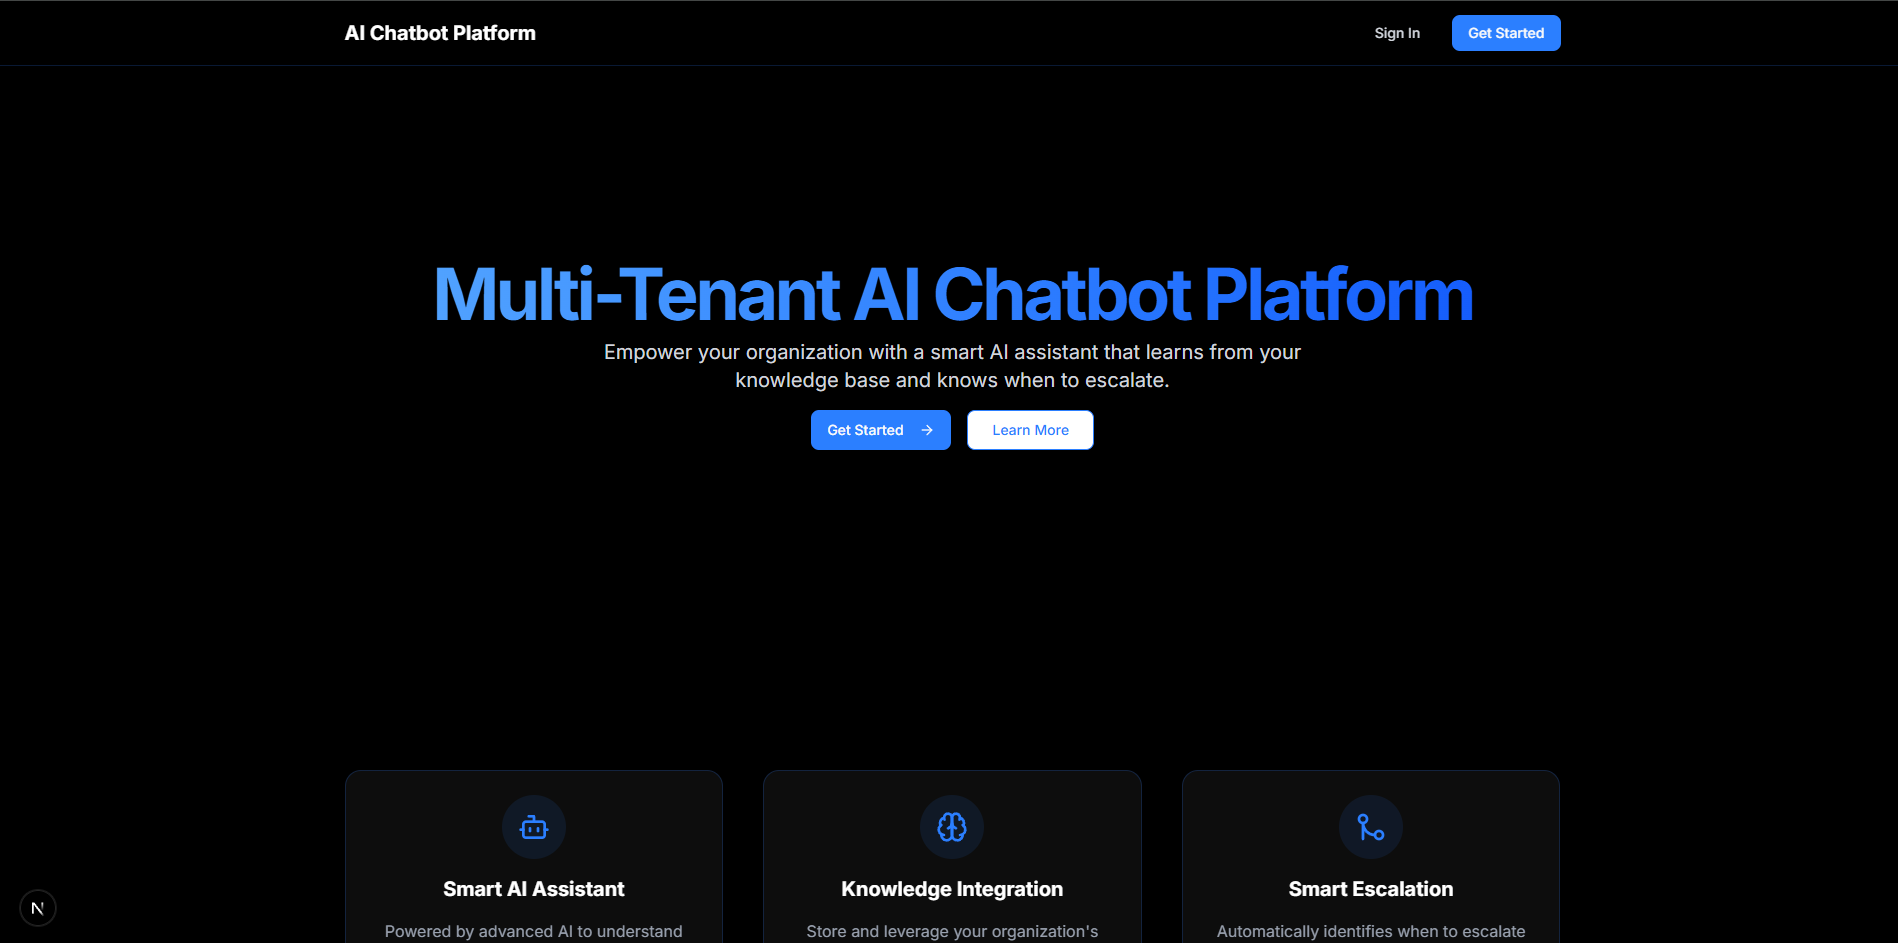 AI Chatbot Platform
Sign In
Get Started
Multi-Tenant AI Chatbot Platform
Empower your organization with a smart AI assistant that learns from your
knowledge base and knows when to escalate.
Get Started
Learn More
Smart AI Assistant
Knowledge Integration
Smart Escalation
Powered by advanced AI to understand
Store and leverage your organization's
Automatically identifies when to escalate
N